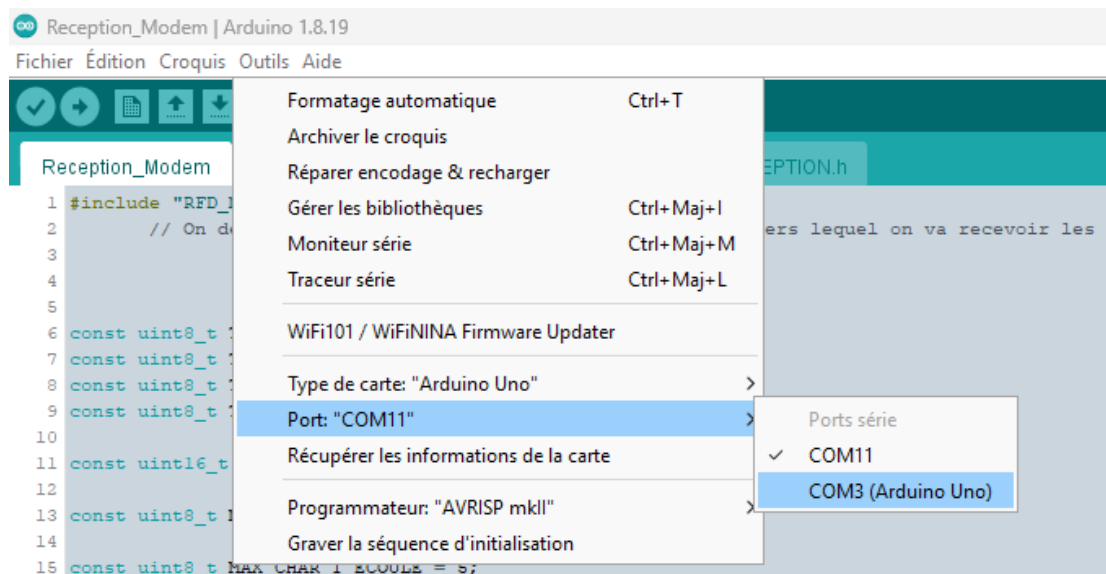 Reception_Modem | Arduino 1.8.19
Fichier Édition Croquis Outils Aide
Formatage automatique Ctrl+T
Archiver le croquis
Reception_Modem
EPTION.h
Réparer encodage & recharger
1 #include "RFD_
Gérer les bibliothèques Ctrl+Maj+I
2 // On d
ers lequel on va recevoir les
Moniteur série Ctrl+Maj+M
3
4
Traceur série Ctrl+Maj+L
5
6 const uint8_t
WiFi101 / WiFiNINA Firmware Updater
7 const uint8_t
8 const uint8_t
Type de carte: "Arduino Uno"
9 const uint8_t
Port: "COM11"
Ports série
10
11 const uint16_t
Récupérer les informations de la carte
COM11
12
COM3 (Arduino Uno)
13 const uint8_t
Programmateur: "AVRISP mkII"
14
Graver la séquence d'initialisation
15 const uint8_t MAX_CHAR_T_ECOULE = 5;